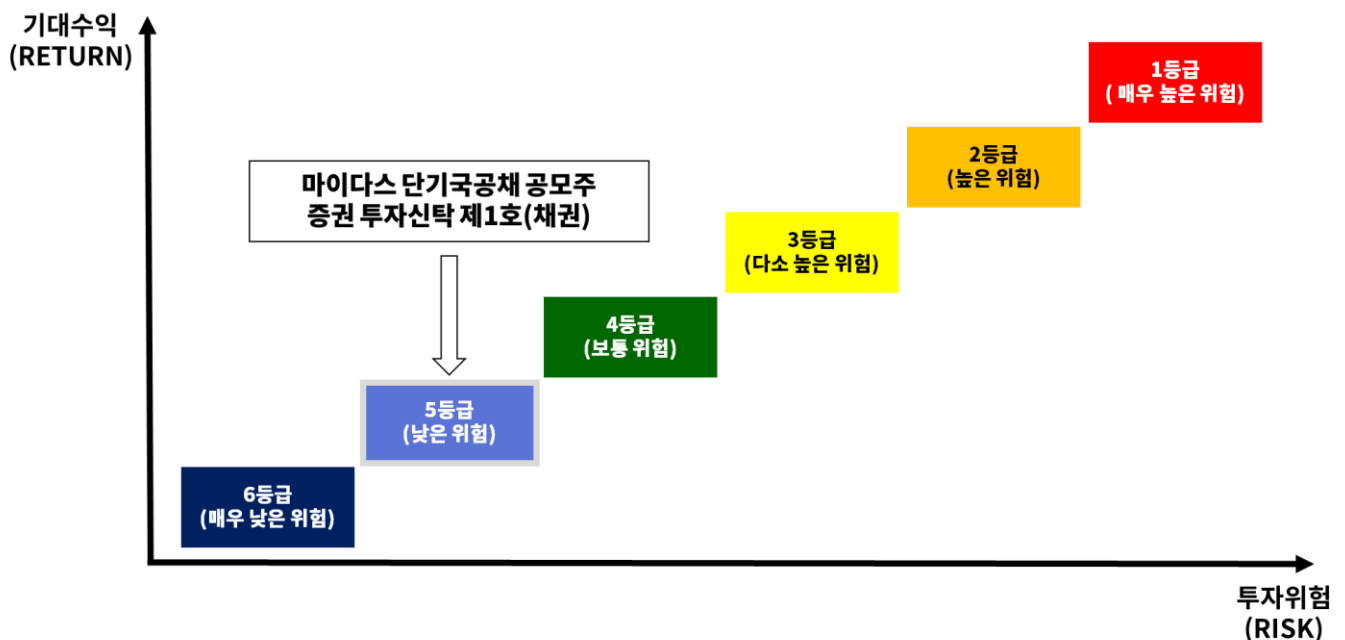 기대수익
(RETURN)
1등급
( 매우 높은 위험)
2등급
(높은 위험)
마이다스 단기국공채 공모주
증권 투자신탁 제1호(채권)
3등급
(다소 높은 위험)
4등급
(보통 위험)
5등급
(낮은 위험)
6등급
(매우 낮은 위험)
투자위험
(RISK)